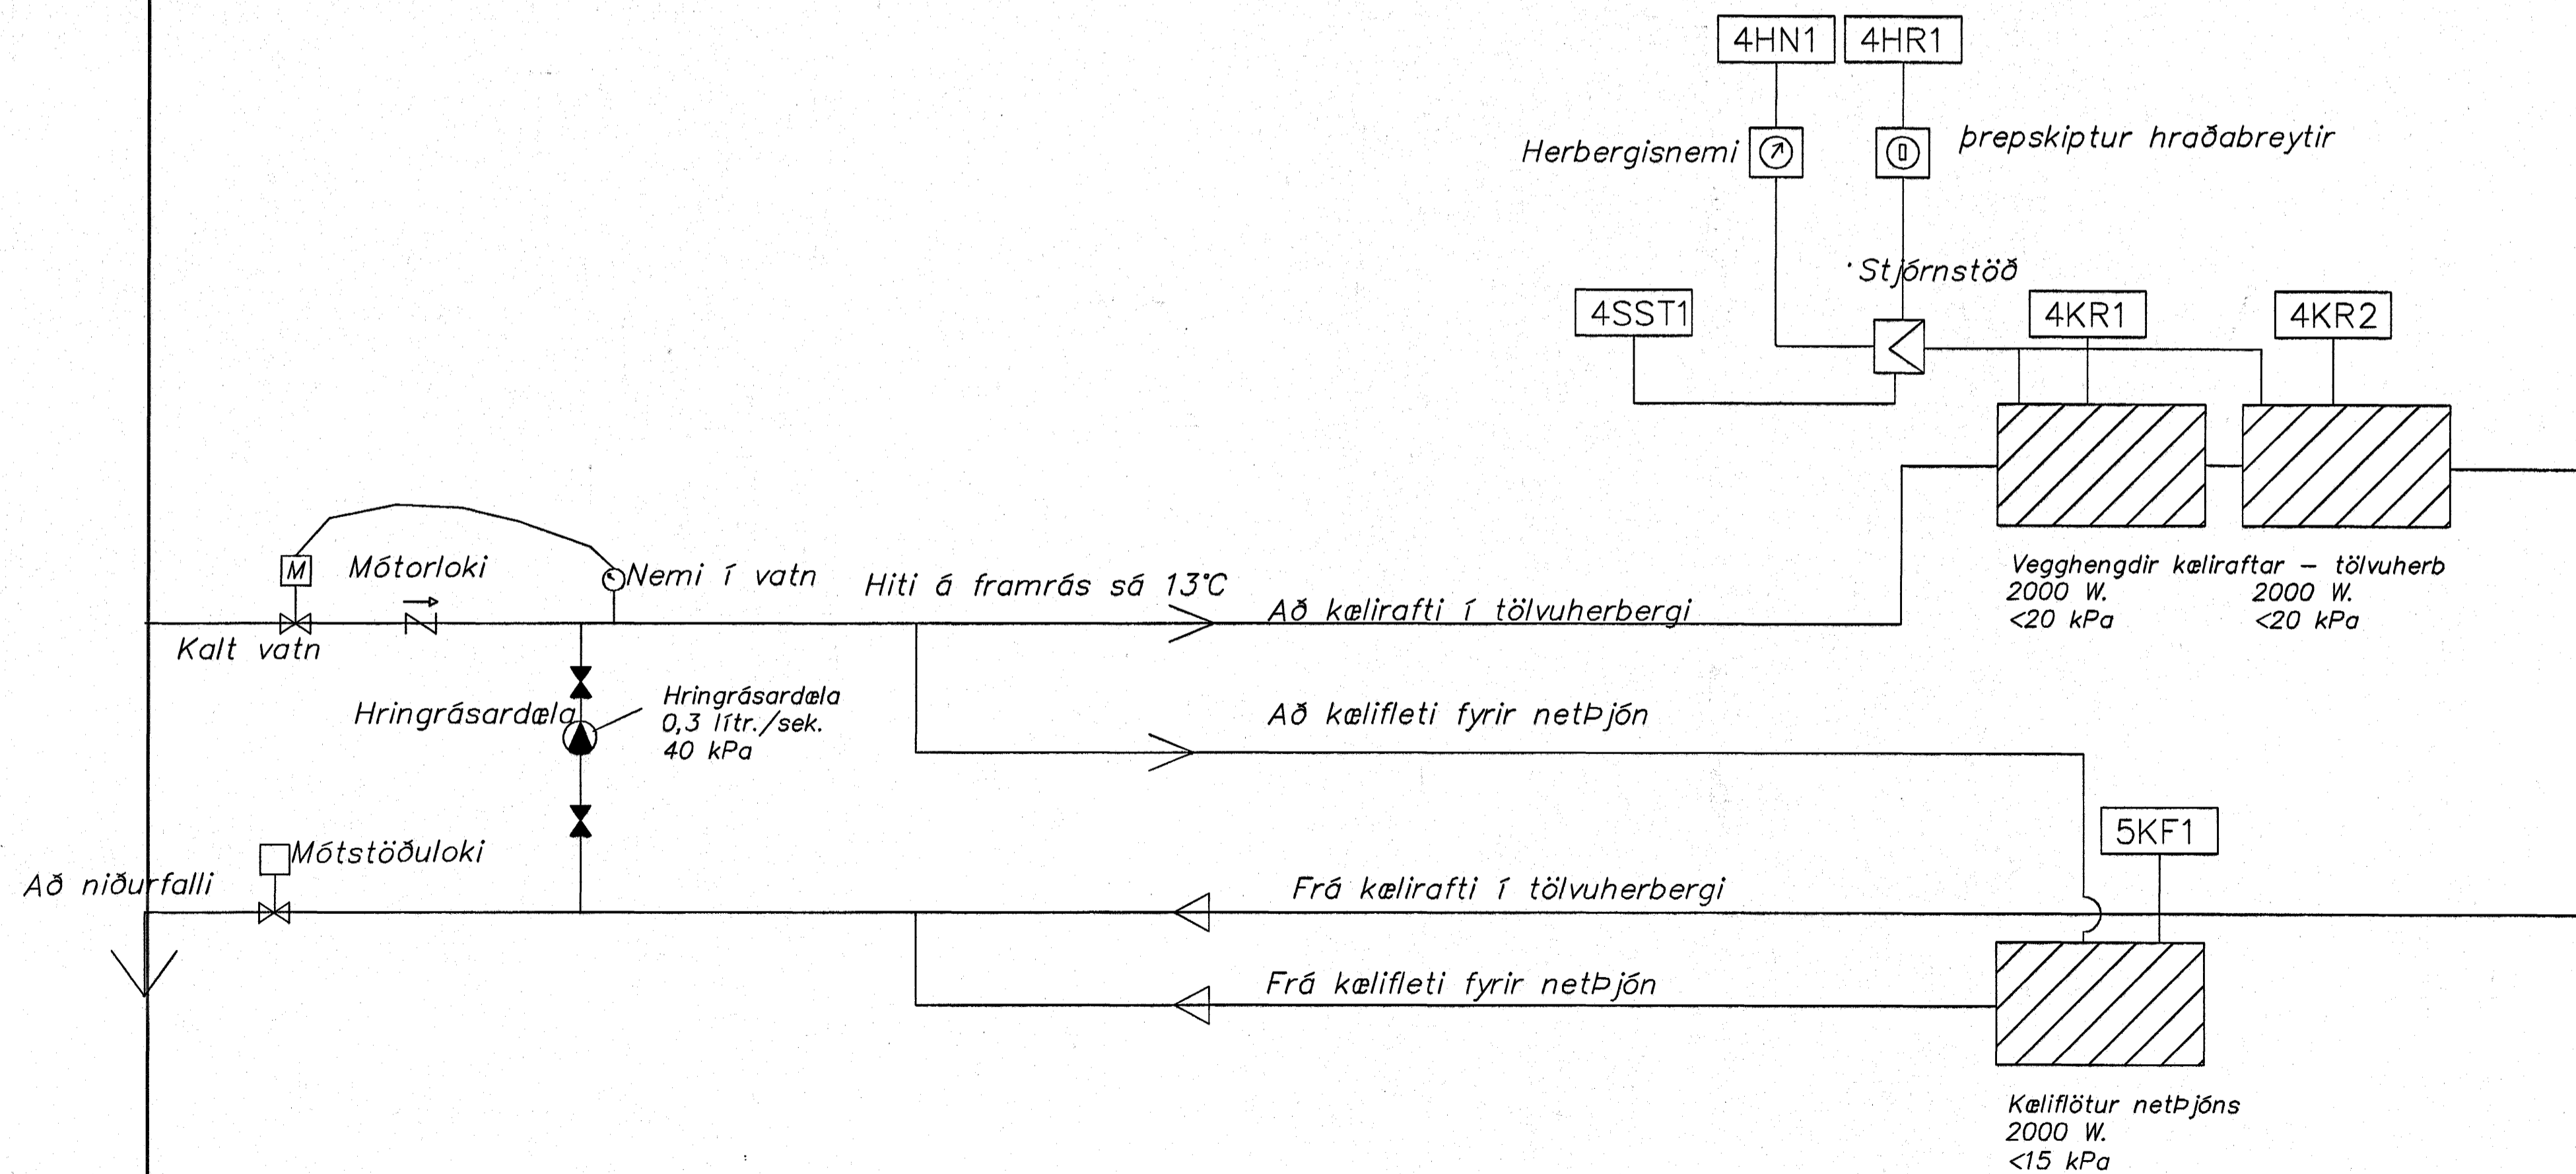 4HN1 4HR1
Herbergisnemi
þrepskiptur hraðabreytir
Stjórnstöð
4SST1
4KR1
4KR2
M
Mótorloki
Nemi í vatn
Hiti á framrás sá 13°C
Að kælirafti í tölvuherbergi
Kalt vatn
Vegghengdir kæliraftar – tölvuherb
2000 W. 2000 W.
<20 kPa <20 kPa
Hringrásardæla
Hringrásardæla
0,3 lítr./sek.
40 kPa
Að kælifleti fyrir netÞjón
5KF1
Mótstöðuloki
Að niðurfalli
Frá kælirafti í tölvuherbergi
Frá kælifleti fyrir netÞjón
Kæliflötur netÞjóns
2000 W.
<15 kPa